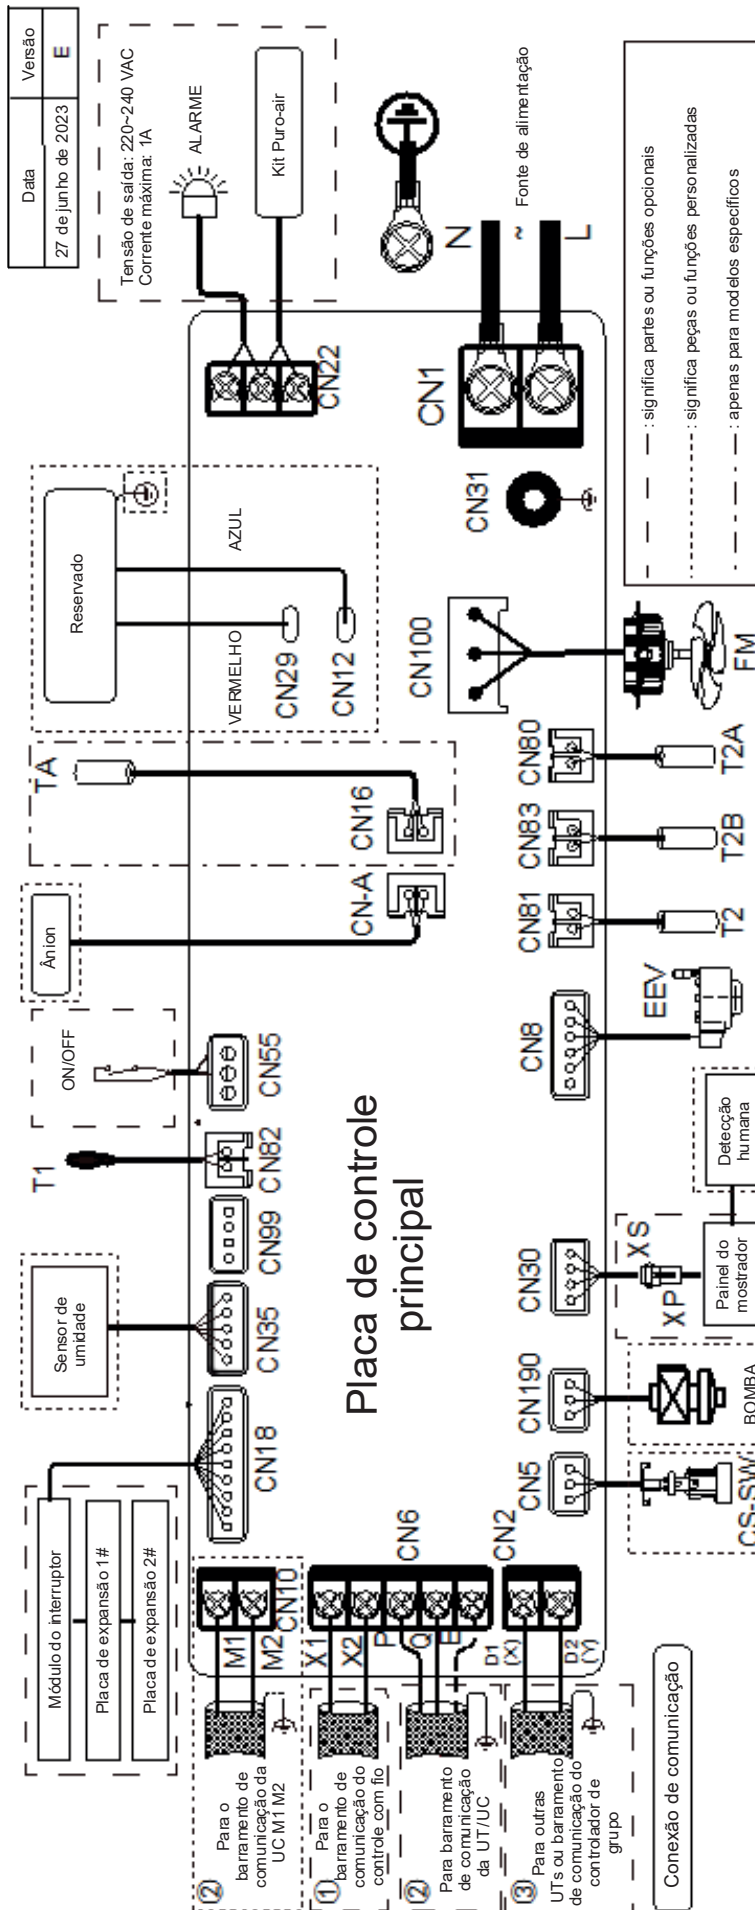 Data
Versão
27 de junho de 2023
E
Tensão de saída: 220~240 VAC
Corrente máxima: 1A
ALARME
Kit Puro-air
CN22
N
~
L
Fonte de alimentação
CN1
CN31
Reservado
AZUL
VERMELHO
CN29
CN12
CN100
FM
TA
CN16
CN-A
Ânion
CN80
CN83
CN81
T2A
T2B
T2
ON/OFF
CN55
T1
CN82
CN99
Sensor de
umidade
CN35
CN18
Módulo do interruptor
Placa de expansão 1#
Placa de expansão 2#
Placa de controle
principal
CN8
EEV
CN30
XS
XP
Painel do
mostrador
Detecção
humana
CN190
BOMBA
CN5
CS-SW
CN10
M1
M2
CN6
X1
X2
P
Q
E
CN2
D1
(X)
D2
(Y)
②
Para o
barramento de
comunicação da
UC M1 M2
①
Para o
barramento de
comunicação do
controle com fio
②
Para barramento
de comunicação
da UT/UC
③
Para outras
UTs ou barramento
de comunicação do
controlador de
grupo
Conexão de comunicação
: significa partes ou funções opcionais
: significa peças ou funções personalizadas
: apenas para modelos específicos